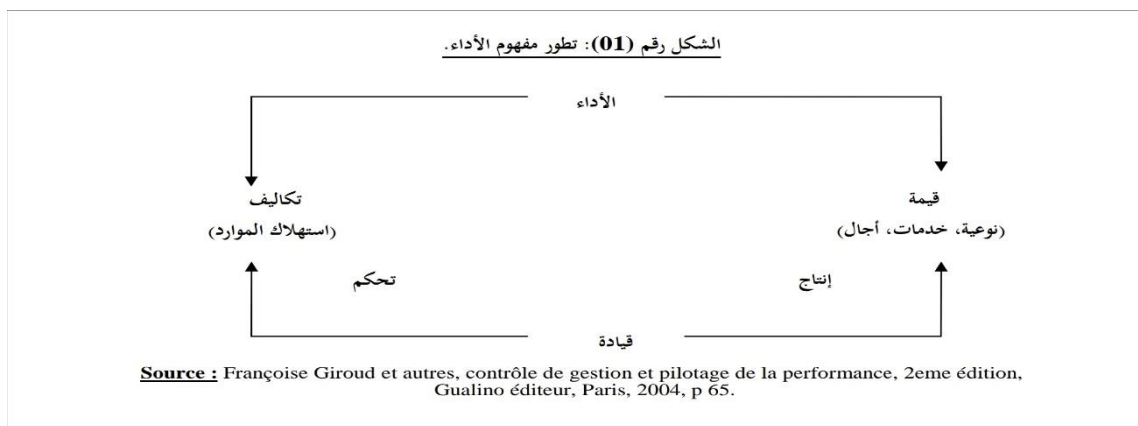 الشكل رقم (01): تطور مفهوم الأداء.
الأداء
قيمة
تكاليف
(نوعية، خدمات، أجال)
(استهلاك الموارد)
إنتاج
تحكم
قيادة
Source : Françoise Giroud et autres, contrôle de gestion et pilotage de la performance, 2eme édition,
Gualino éditeur, Paris, 2004, p 65.